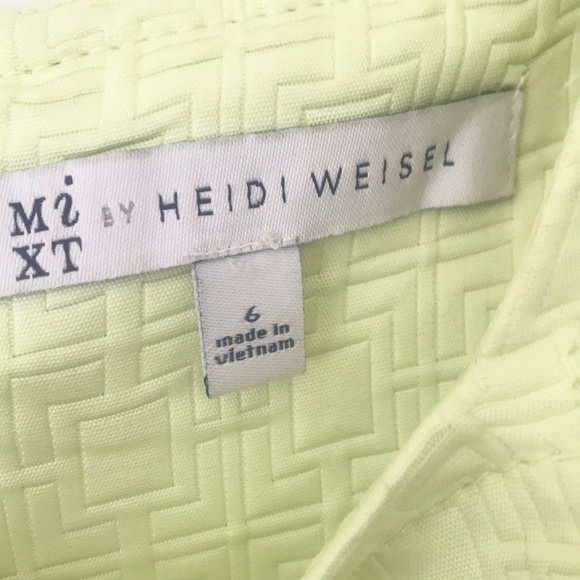 Mi BY HEIDI WEISEL
XT
6
made in
vietnam